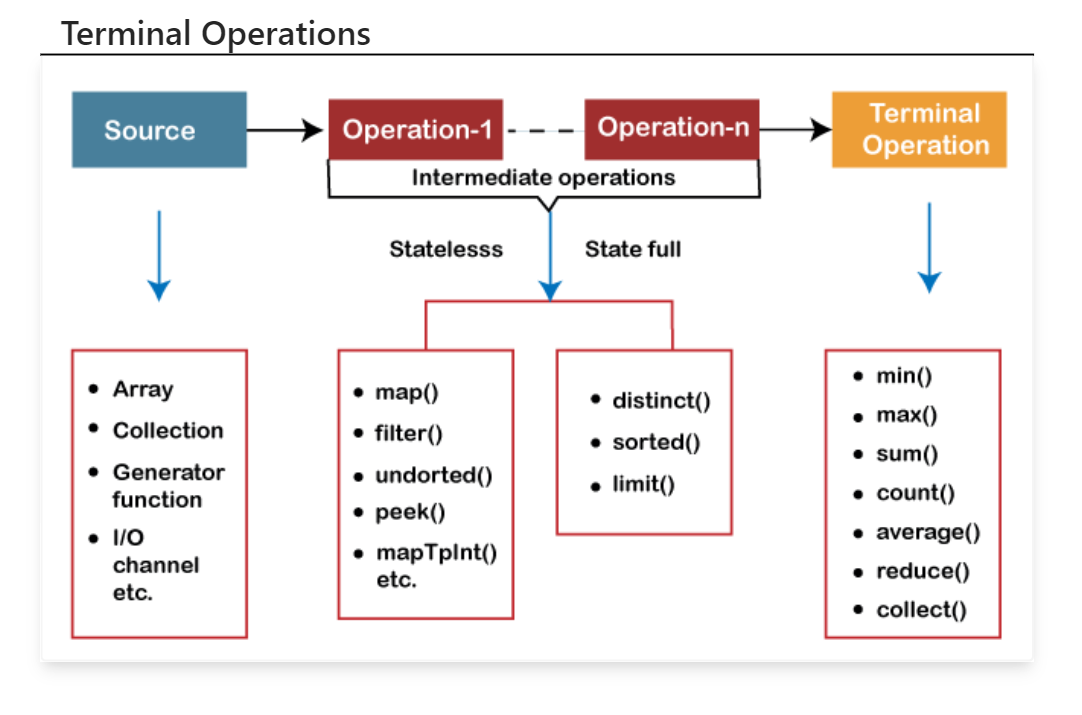 Terminal Operations
Source
Operation-1
Operation-n
Terminal
Operation
Intermediate operations
Statelesss
State full
• Array
• Collection
• Generator
function
• I/O
channel
etc.
• map()
• filter()
• undorted()
• peek()
• mapTpInt()
etc.
• distinct()
• sorted()
• limit()
• min()
• max()
• sum()
• count()
• average()
• reduce()
• collect()